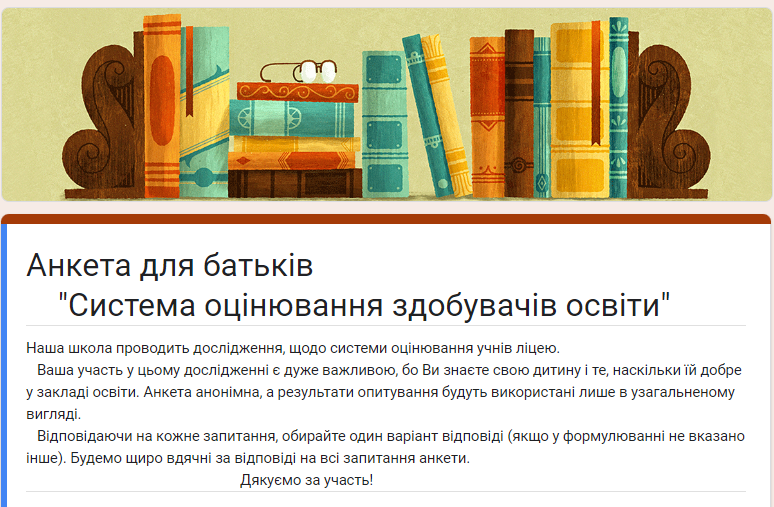 Анкета для батьків
"Система оцінювання здобувачів освіти"
Наша школа проводить дослідження, щодо системи оцінювання учнів ліцею.
Ваша участь у цьому дослідженні є дуже важливою, бо Ви знаєте свою дитину і те, наскільки їй добре
у закладі освіти. Анкета анонімна, а результати опитування будуть використані лише в узагальненому
вигляді.
Відповідаючи на кожне запитання, обирайте один варіант відповіді (якщо у формулюванні не вказано
інше). Будемо щиро вдячні за відповіді на всі запитання анкети.
Дякуємо за участь!